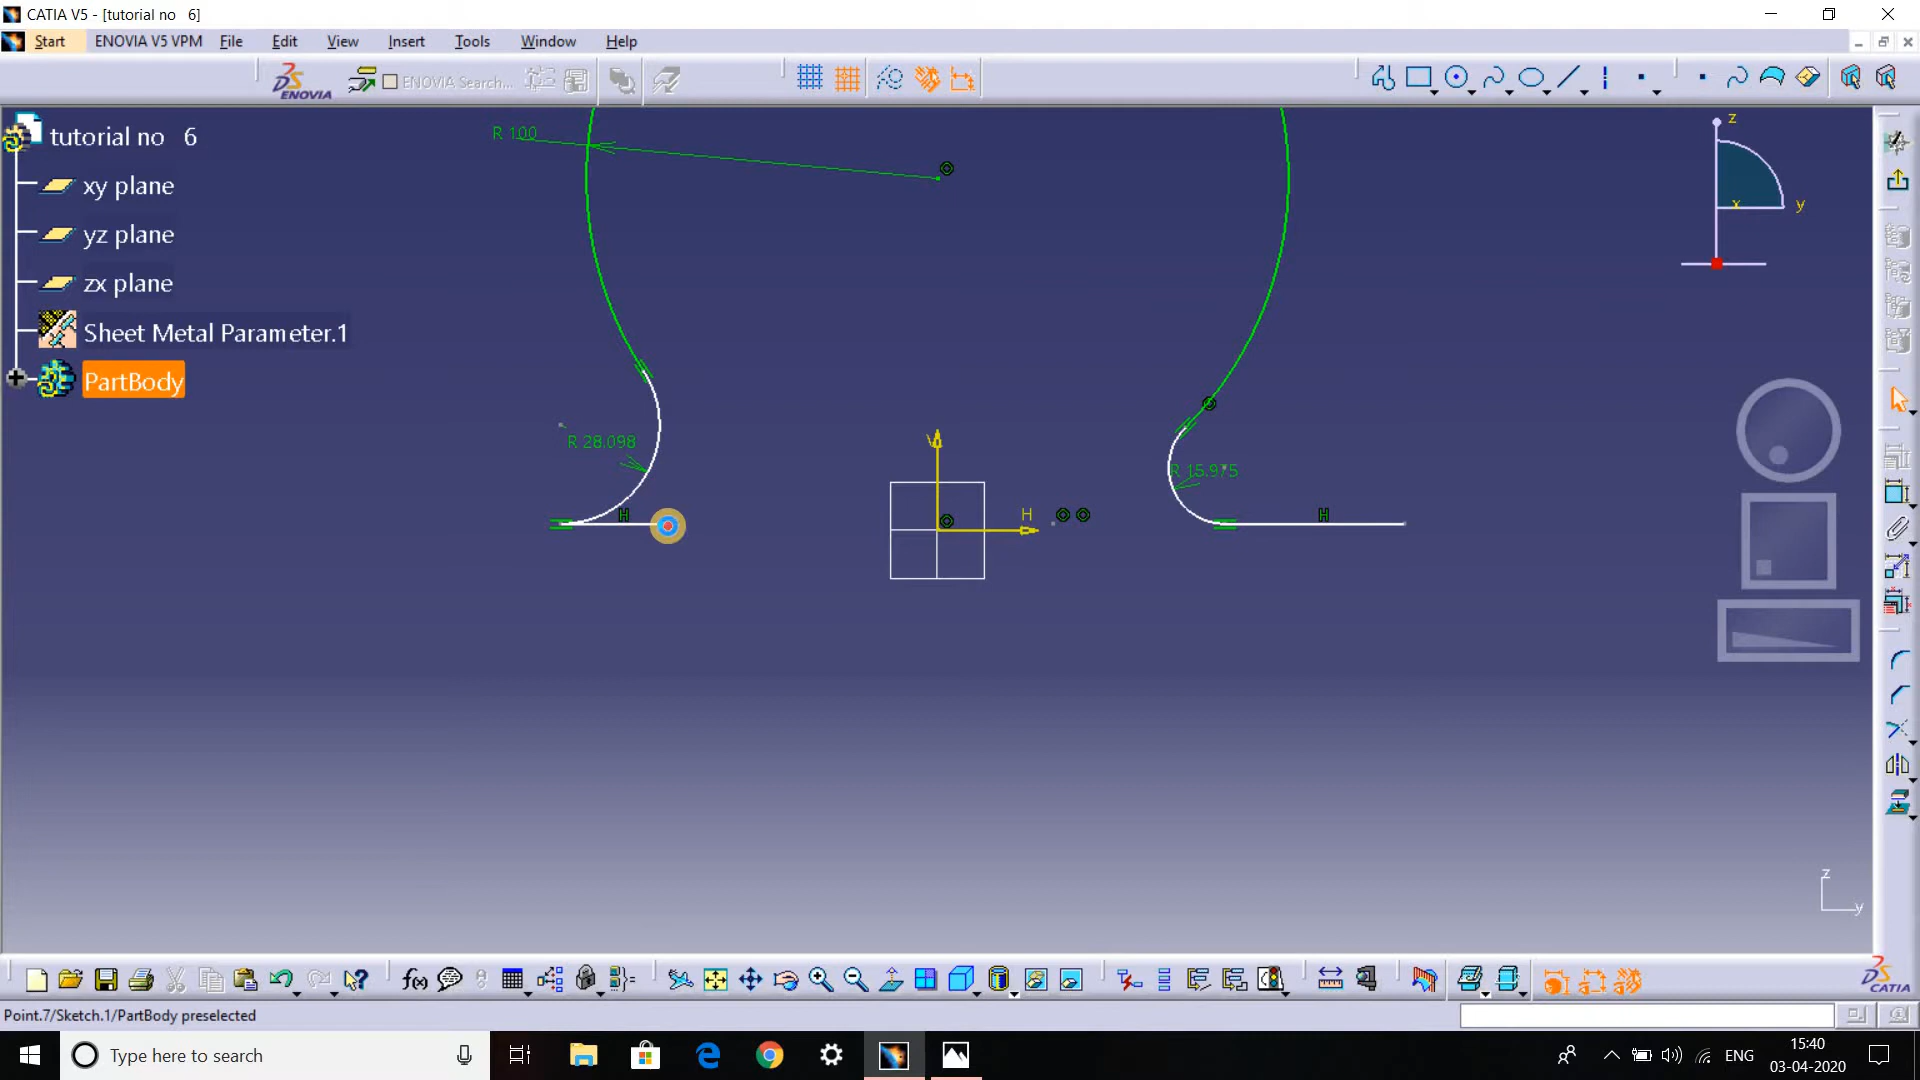 CATIA V5 - [tutorial no   6]
Start ENOVIA V5 VPM File Edit View Insert Tools Window Help
ENOVIA
ENOVIA Search...
tutorial no   6
xy plane
yz plane
zx plane
Sheet Metal Parameter.1
PartBody
R 100
z
x
y
R 28.098
R 15.975
V
H
H
H
z
y
f(x)
CATIA
Point.7/Sketch.1/PartBody preselected
Type here to search
ENG
15:40
03-04-2020